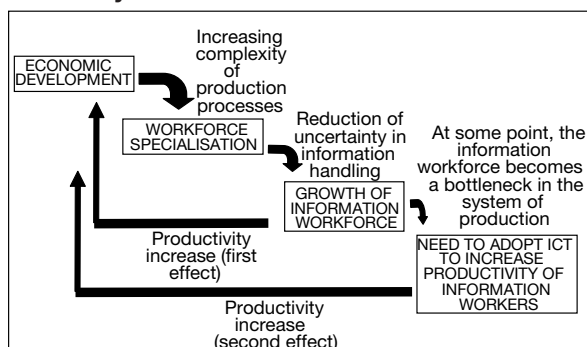 ECONOMIC
DEVELOPMENT
Increasing
complexity
of
production
processes
WORKFORCE
SPECIALISATION
Reduction of
uncertainty in
information
handling
GROWTH OF
INFORMATION
WORKFORCE
At some point, the
information
workforce becomes
a bottleneck in the
system of
production
NEED TO ADOPT ICT
TO INCREASE
PRODUCTIVITY OF
INFORMATION
WORKERS
Productivity
increase (first
effect)
Productivity
increase
(second effect)